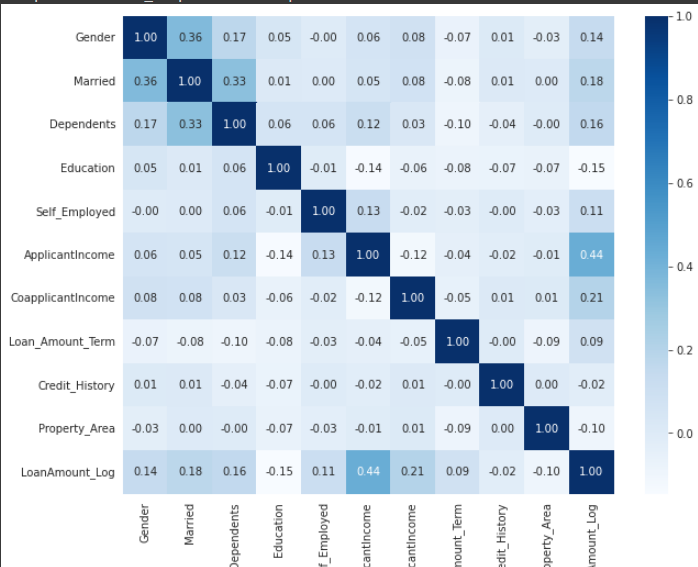 1.0
Gender 1.00 0.36 0.17 0.05 -0.00 0.06 0.08 -0.07 0.01 -0.03 0.14
Married 0.36 1.00 0.33 0.01 0.00 0.05 0.08 -0.08 0.01 0.00 0.18
0.8
Dependents 0.17 0.33 1.00 0.06 0.06 0.12 0.03 -0.10 -0.04 -0.00 0.16
Education 0.05 0.01 0.06 1.00 -0.01 -0.14 -0.06 -0.08 -0.07 -0.07 -0.15
0.6
Self_Employed -0.00 0.00 0.06 -0.01 1.00 0.13 -0.02 -0.03 -0.00 -0.03 0.11
ApplicantIncome 0.06 0.05 0.12 -0.14 0.13 1.00 -0.12 -0.04 -0.02 -0.01 0.44
0.4
CoapplicantIncome 0.08 0.08 0.03 -0.06 -0.02 -0.12 1.00 -0.05 0.01 0.01 0.21
Loan_Amount_Term -0.07 -0.08 -0.10 -0.08 -0.03 -0.04 -0.05 1.00 -0.00 -0.09 0.09
0.2
Credit_History 0.01 0.01 -0.04 -0.07 -0.00 -0.02 0.01 -0.00 1.00 0.00 -0.02
Property_Area -0.03 0.00 -0.00 -0.07 -0.03 -0.01 0.01 -0.09 0.00 1.00 -0.10
0.0
LoanAmount_Log 0.14 0.18 0.16 -0.15 0.11 0.44 0.21 0.09 -0.02 -0.10 1.00
Gender
Married
Dependents
Education
f_Employed
cantIncome
cantIncome
nount_Term
edit_History
perty_Area
Amount_Log